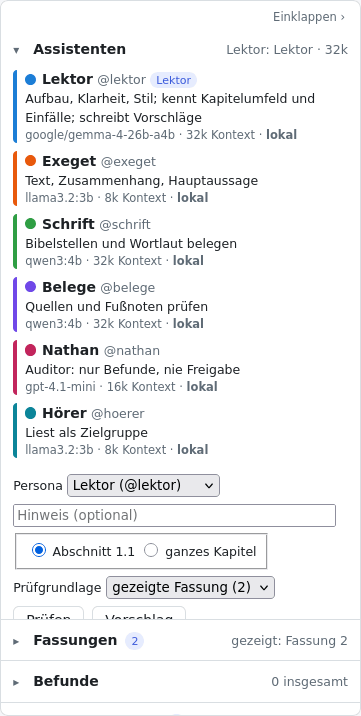 Einklappen ›
▾ Assistenten Lektor: Lektor · 32k
Lektor @lektor Lektor
Aufbau, Klarheit, Stil; kennt Kapitelumfeld und
Einfälle; schreibt Vorschläge
google/gemma-4-26b-a4b · 32k Kontext · lokal
Exeget @exeget
Text, Zusammenhang, Hauptaussage
llama3.2:3b · 8k Kontext · lokal
Schrift @schrift
Bibelstellen und Wortlaut belegen
qwen3:4b · 32k Kontext · lokal
Belege @belege
Quellen und Fußnoten prüfen
qwen3:4b · 32k Kontext · lokal
Nathan @nathan
Auditor: nur Befunde, nie Freigabe
gpt-4.1-mini · 16k Kontext · lokal
Hörer @hoerer
Liest als Zielgruppe
llama3.2:3b · 8k Kontext · lokal
Persona Lektor (@lektor)
Hinweis (optional)
Abschnitt 1.1 ganzes Kapitel
Prüfgrundlage gezeigte Fassung (2)
Prüfen Vorschlag
▸ Fassungen 2 gezeigt: Fassung 2
▸ Befunde 0 insgesamt